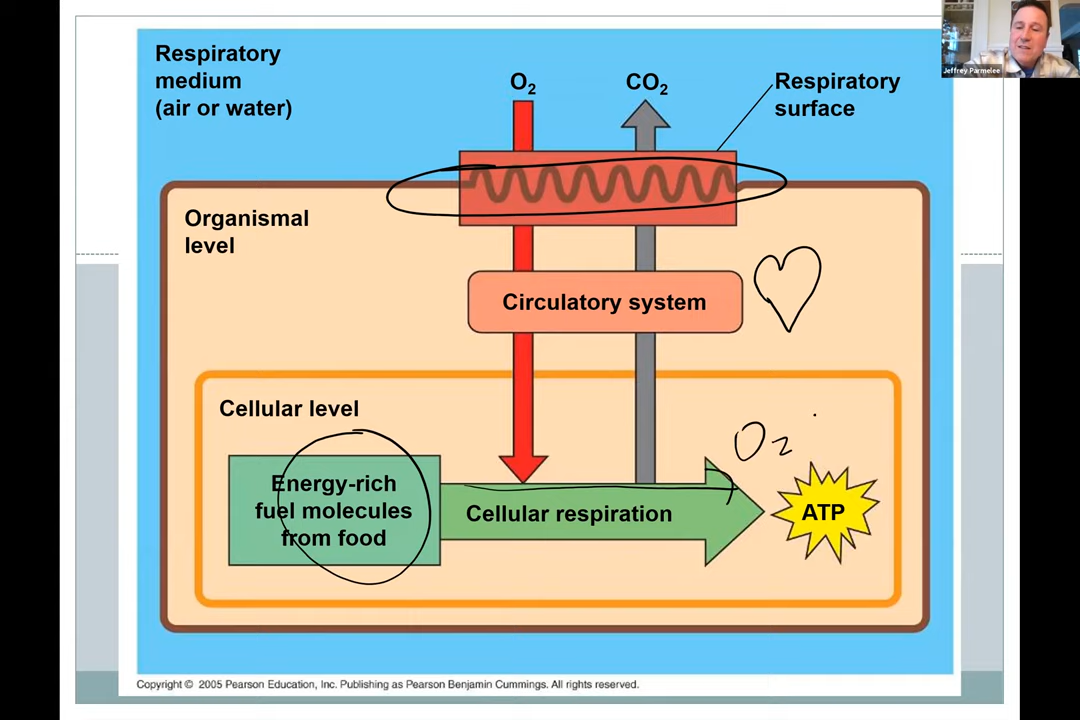 Respiratory
medium
(air or water)
O₂
CO₂
Respiratory
surface
Jeffrey Parmelee
Organismal
level
Circulatory system
Cellular level
O₂
Energy-rich
fuel molecules
from food
Cellular respiration
ATP
Copyright © 2005 Pearson Education, Inc. Publishing as Pearson Benjamin Cummings. All rights reserved.